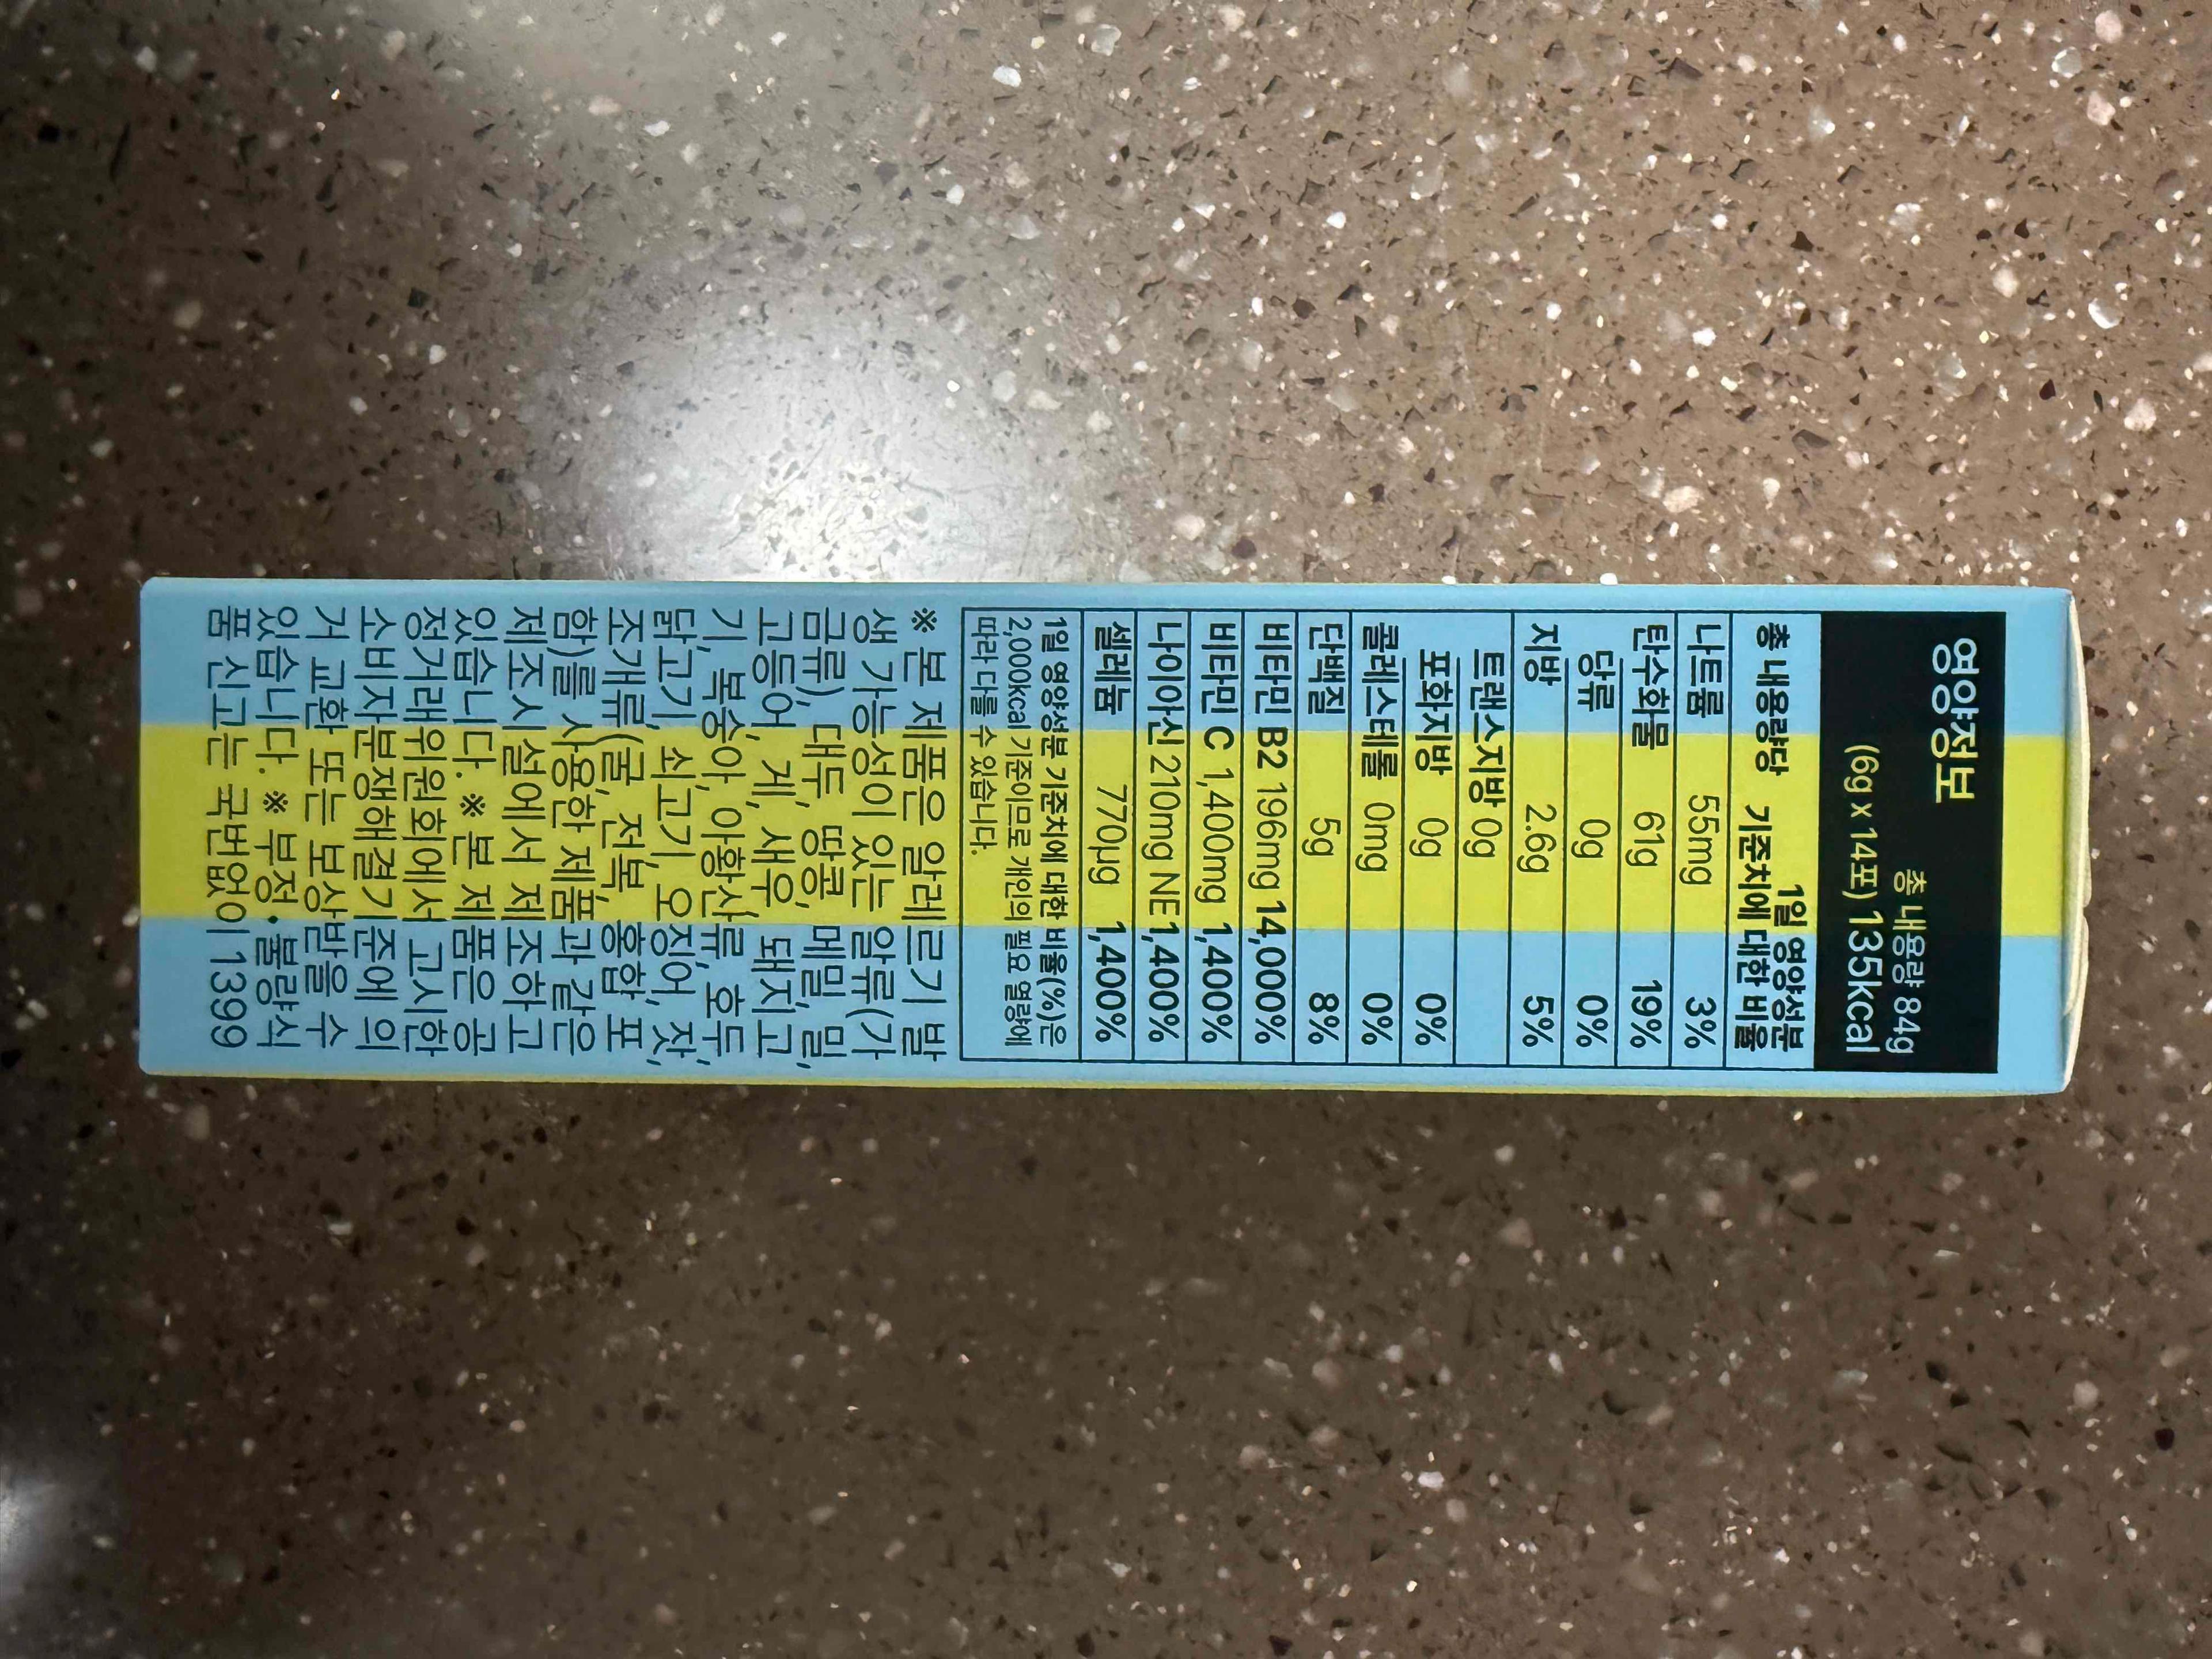 영양정보
총 내용량 84g
(6g x 14포) 135kcal
총 내용량당 1일 영양성분
기준치에 대한 비율
나트륨 55mg 3%
탄수화물 61g 19%
당류 0g 0%
지방 2.6g 5%
트랜스지방 0g
포화지방 0g 0%
콜레스테롤 0mg 0%
단백질 5g 8%
비타민 B2 196mg 14,000%
비타민 C 1,400mg 1,400%
나이아신 210mg NE 1,400%
셀레늄 770μg 1,400%
1일 영양성분 기준치에 대한 비율(%)은
2,000kcal 기준이므로 개인의 필요 열량에
따라 다를 수 있습니다.
※ 본 제품은 알레르기 발
생 가능성이 있는 알류(가
금류), 대두, 땅콩, 메밀, 밀,
고등어, 게, 새우, 돼지고
기, 복숭아, 아황산류, 호두,
닭고기, 쇠고기, 오징어, 잣,
조개류(굴, 전복, 홍합, 포
함)를 사용한 제품과 같은
제조시설에서 제조하고
있습니다. ※ 본 제품은 공
정거래위원회에서 고시한
소비자분쟁해결기준에 의
거 교환 또는 보상받을 수
있습니다. ※ 부정・불량식
품 신고는 국번없이 1399